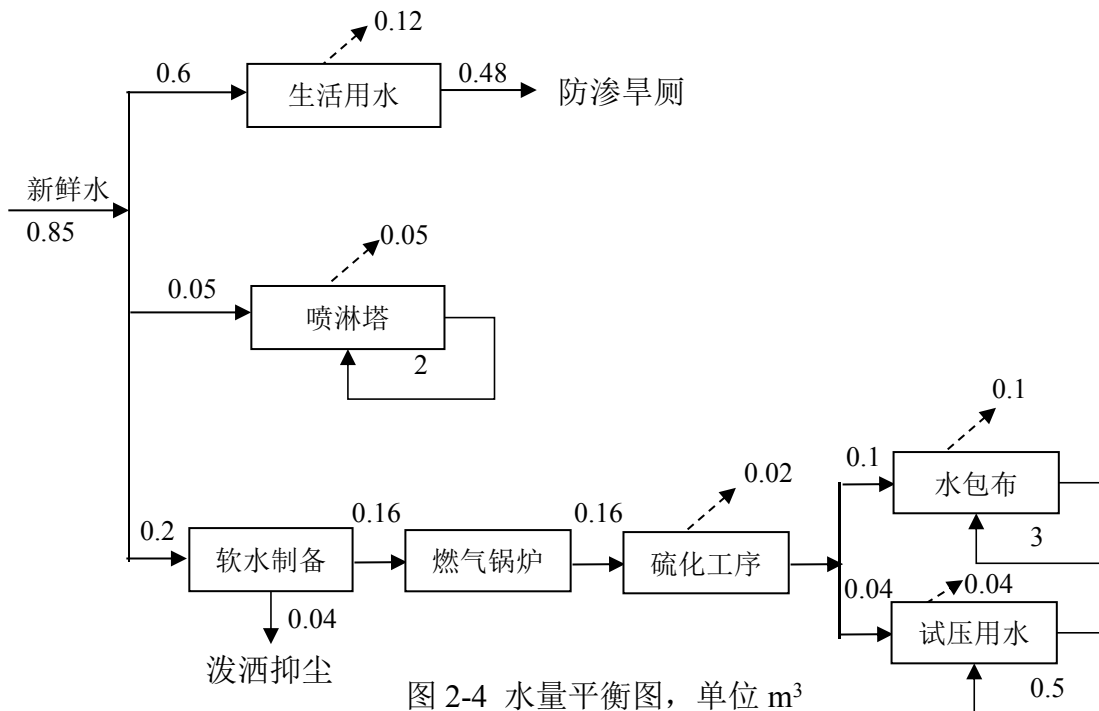 0.12
0.6
生活用水
0.48
防渗旱厕
新鲜水
0.85
0.05
0.05
喷淋塔
2
0.1
0.1
水包布
3
0.02
0.2
软水制备
0.16
燃气锅炉
0.16
硫化工序
0.04
0.04
试压用水
0.5
0.04
泼洒抑尘
图 2-4 水量平衡图，单位 m³